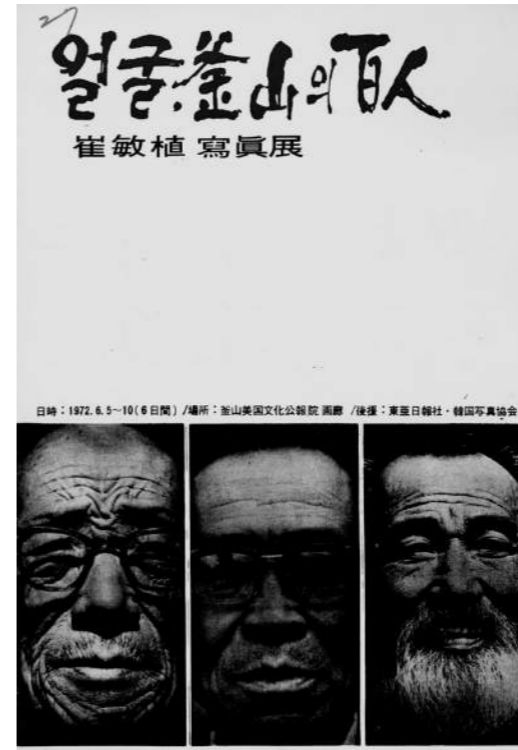 27
얼굴:釜山의 百人
崔敏植 寫眞展
日時：1972. 6. 5～10(6日間) /場所：釜山美国文化公報院 画廊 /後援：東亜日報社・韓国写真協会